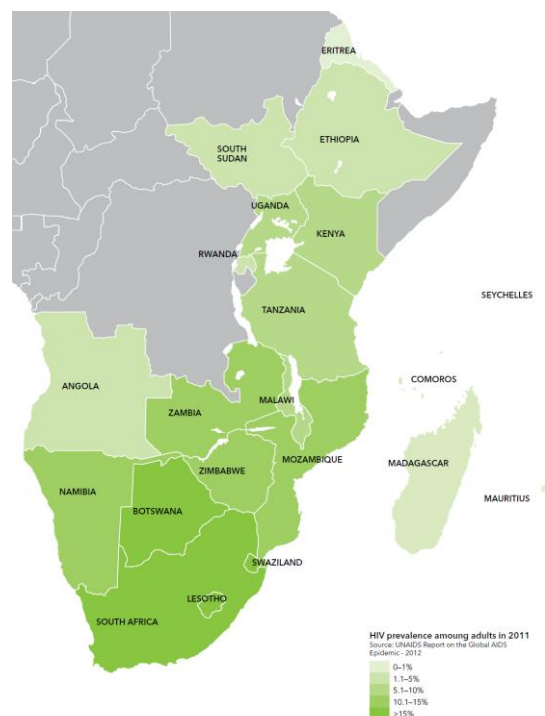 ERITREA
ETHIOPIA
SOUTH
SUDAN
UGANDA
KENYA
RWANDA
SEYCHELLES
TANZANIA
COMOROS
ANGOLA
MALAWI
ZAMBIA
MOZAMBIQUE
MADAGASCAR
ZIMBABWE
NAMIBIA
MAURITIUS
BOTSWANA
SWAZILAND
LESOTHO
SOUTH AFRICA
HIV prevalence amoung adults in 2011
Source: UNAIDS Report on the Global AIDS
Epidemic - 2012
0–1%
1.1–5%
5.1–10%
10.1–15%
>15%